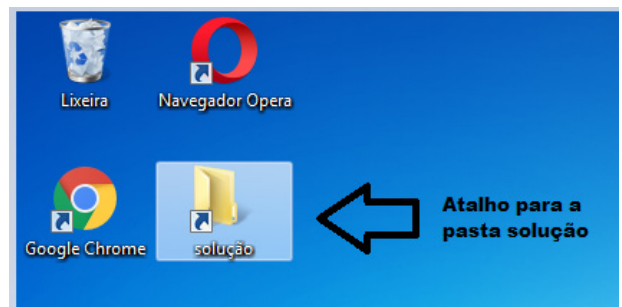 Lixeira
Navegador Opera
Google Chrome
solução
Atalho para a
pasta solução